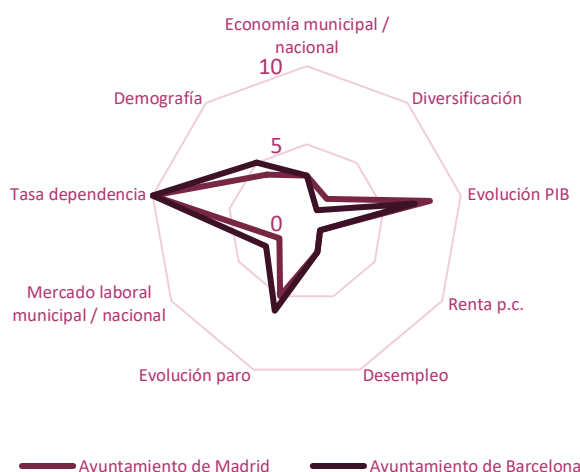 Economía municipal /
nacional
10
Demografía
Diversificación
5
Tasa dependencia
Evolución PIB
0
Mercado laboral
municipal / nacional
Renta p.c.
Evolución paro
Desempleo
Ayuntamiento de Madrid
Ayuntamiento de Barcelona